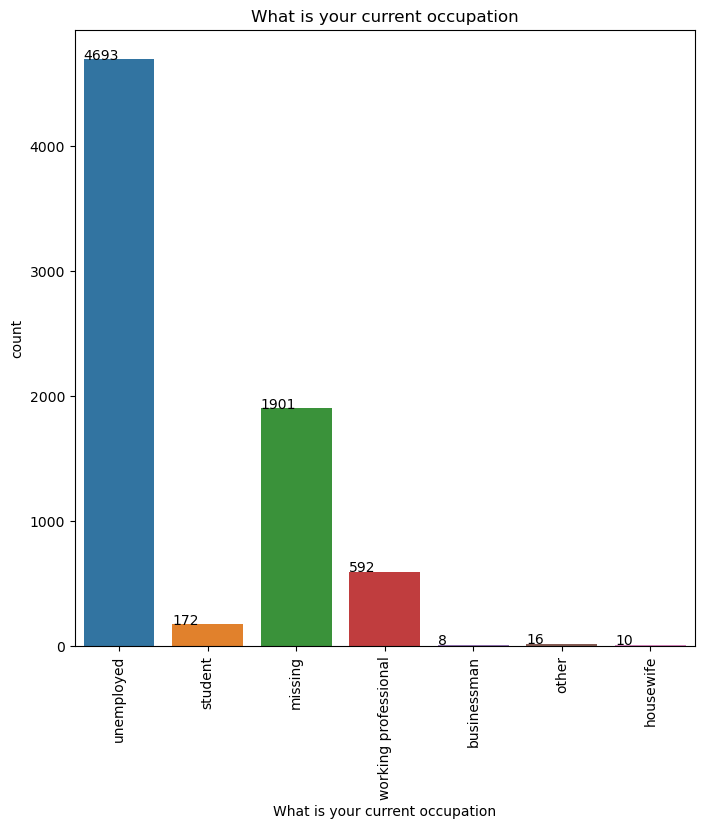 What is your current occupation
4693
4000
3000
count
2000
1901
1000
592
172
8
16
10
0
unemployed
student
missing
working professional
businessman
other
housewife
What is your current occupation